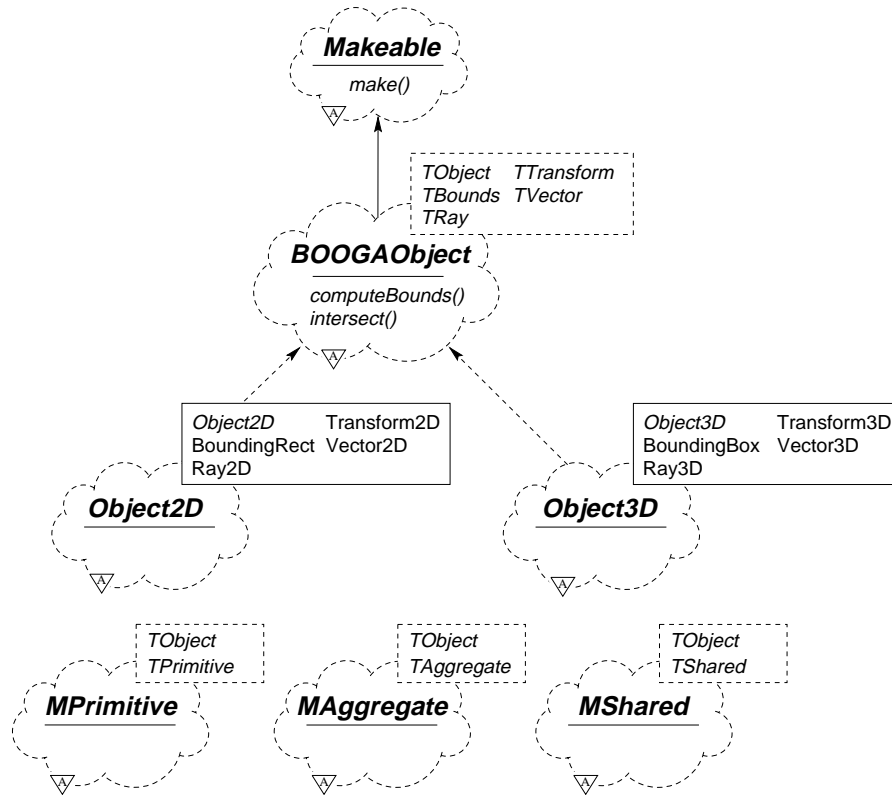 Makeable
make()
A
TObject TTransform
TBounds TVector
TRay
BOOGAObject
computeBounds()
intersect()
A
Object2D Transform2D
BoundingRect Vector2D
Ray2D
Object3D Transform3D
BoundingBox Vector3D
Ray3D
Object2D
A
Object3D
A
TObject
TPrimitive
MPrimitive
A
TObject
TAggregate
MAggregate
A
TObject
TShared
MShared
A